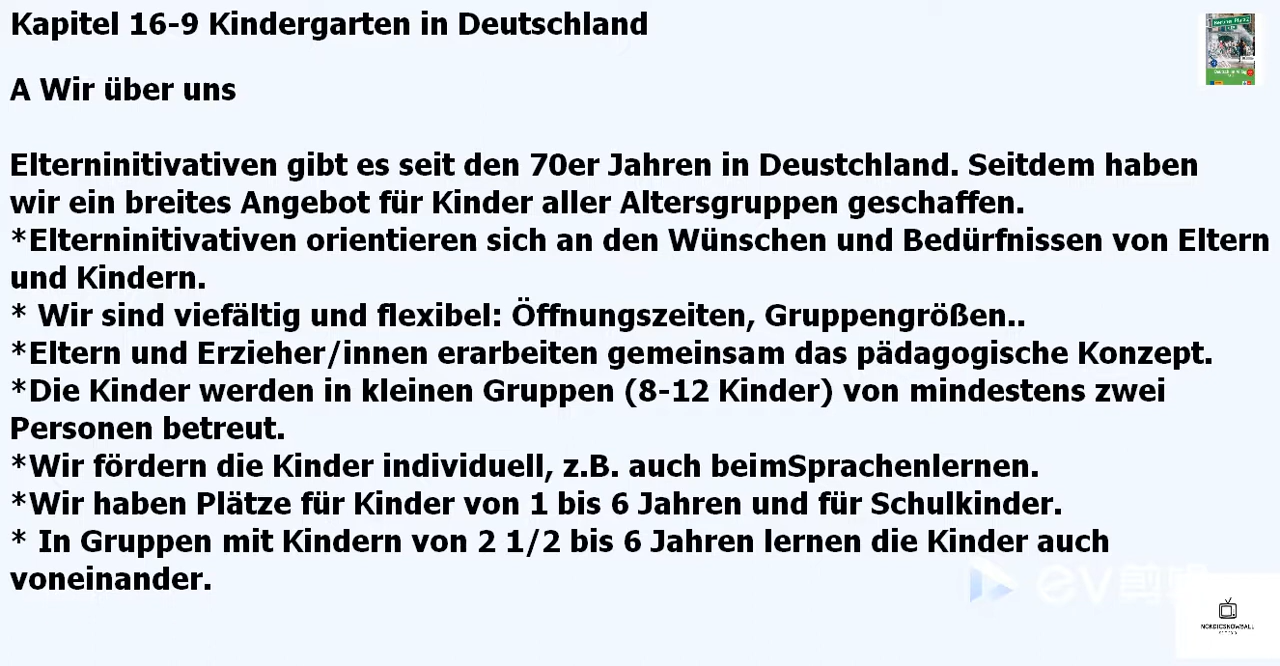 Kapitel 16-9 Kindergarten in Deutschland
A Wir über uns
Elterninitivativen gibt es seit den 70er Jahren in Deustchland. Seitdem haben
wir ein breites Angebot für Kinder aller Altersgruppen geschaffen.
*Elterninitivativen orientieren sich an den Wünschen und Bedürfnissen von Eltern
und Kindern.
* Wir sind viefältig und flexibel: Öffnungszeiten, Gruppengrößen..
*Eltern und Erzieher/innen erarbeiten gemeinsam das pädagogische Konzept.
*Die Kinder werden in kleinen Gruppen (8-12 Kinder) von mindestens zwei
Personen betreut.
*Wir fördern die Kinder individuell, z.B. auch beimSprachenlernen.
*Wir haben Plätze für Kinder von 1 bis 6 Jahren und für Schulkinder.
* In Gruppen mit Kindern von 2 1/2 bis 6 Jahren lernen die Kinder auch
voneinander.
ev剪辑
NORDICSNOWBALL